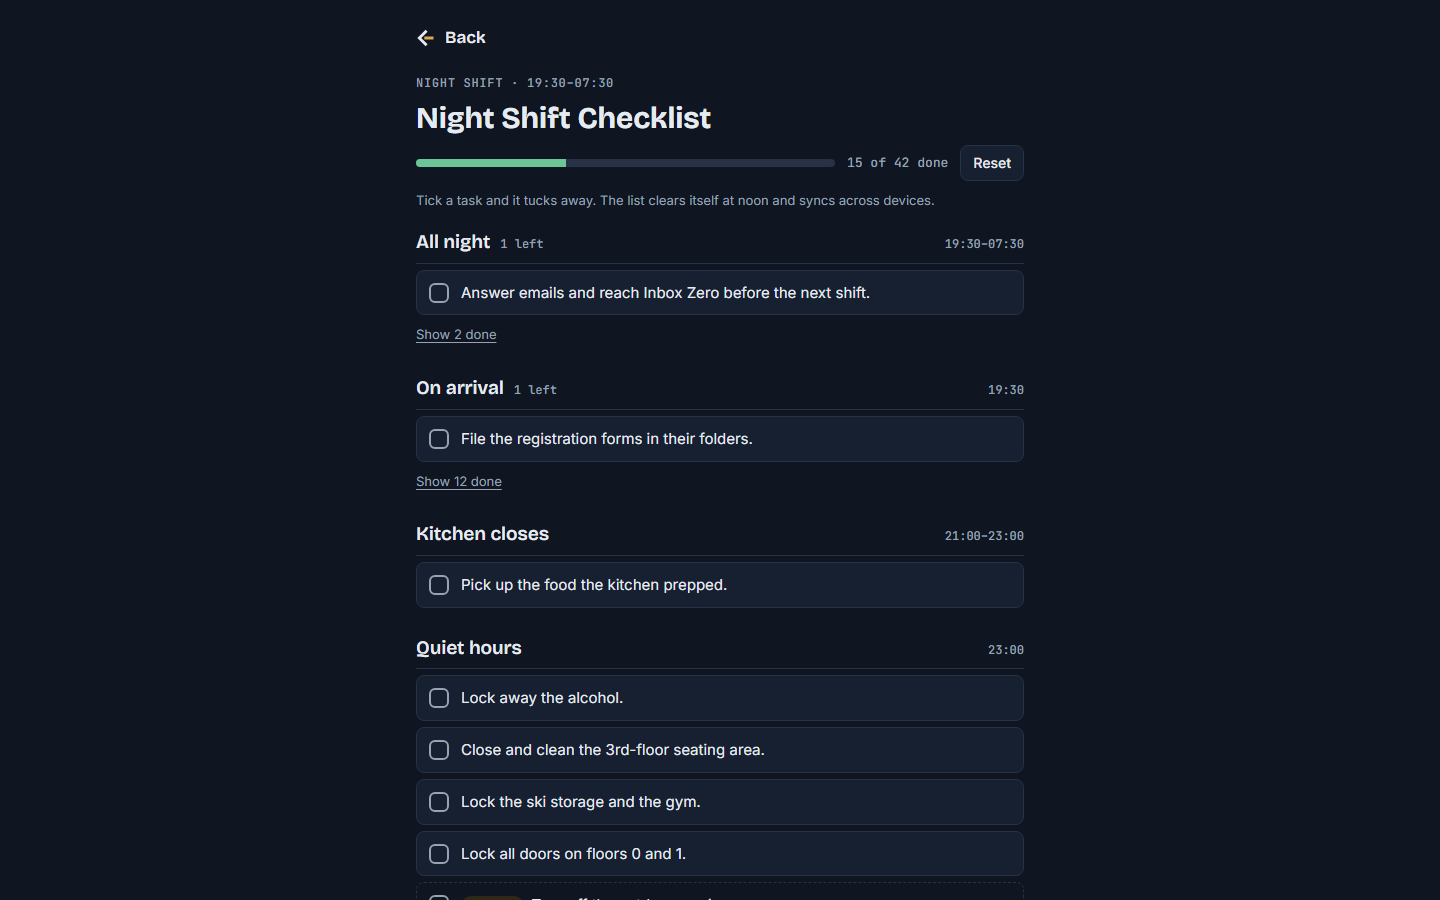 Back
NIGHT SHIFT · 19:30–07:30
Night Shift Checklist
15 of 42 done
Reset
Tick a task and it tucks away. The list clears itself at noon and syncs across devices.
All night 1 left 19:30–07:30
Answer emails and reach Inbox Zero before the next shift.
Show 2 done
On arrival 1 left 19:30
File the registration forms in their folders.
Show 12 done
Kitchen closes 21:00–23:00
Pick up the food the kitchen prepped.
Quiet hours 23:00
Lock away the alcohol.
Close and clean the 3rd-floor seating area.
Lock the ski storage and the gym.
Lock all doors on floors 0 and 1.